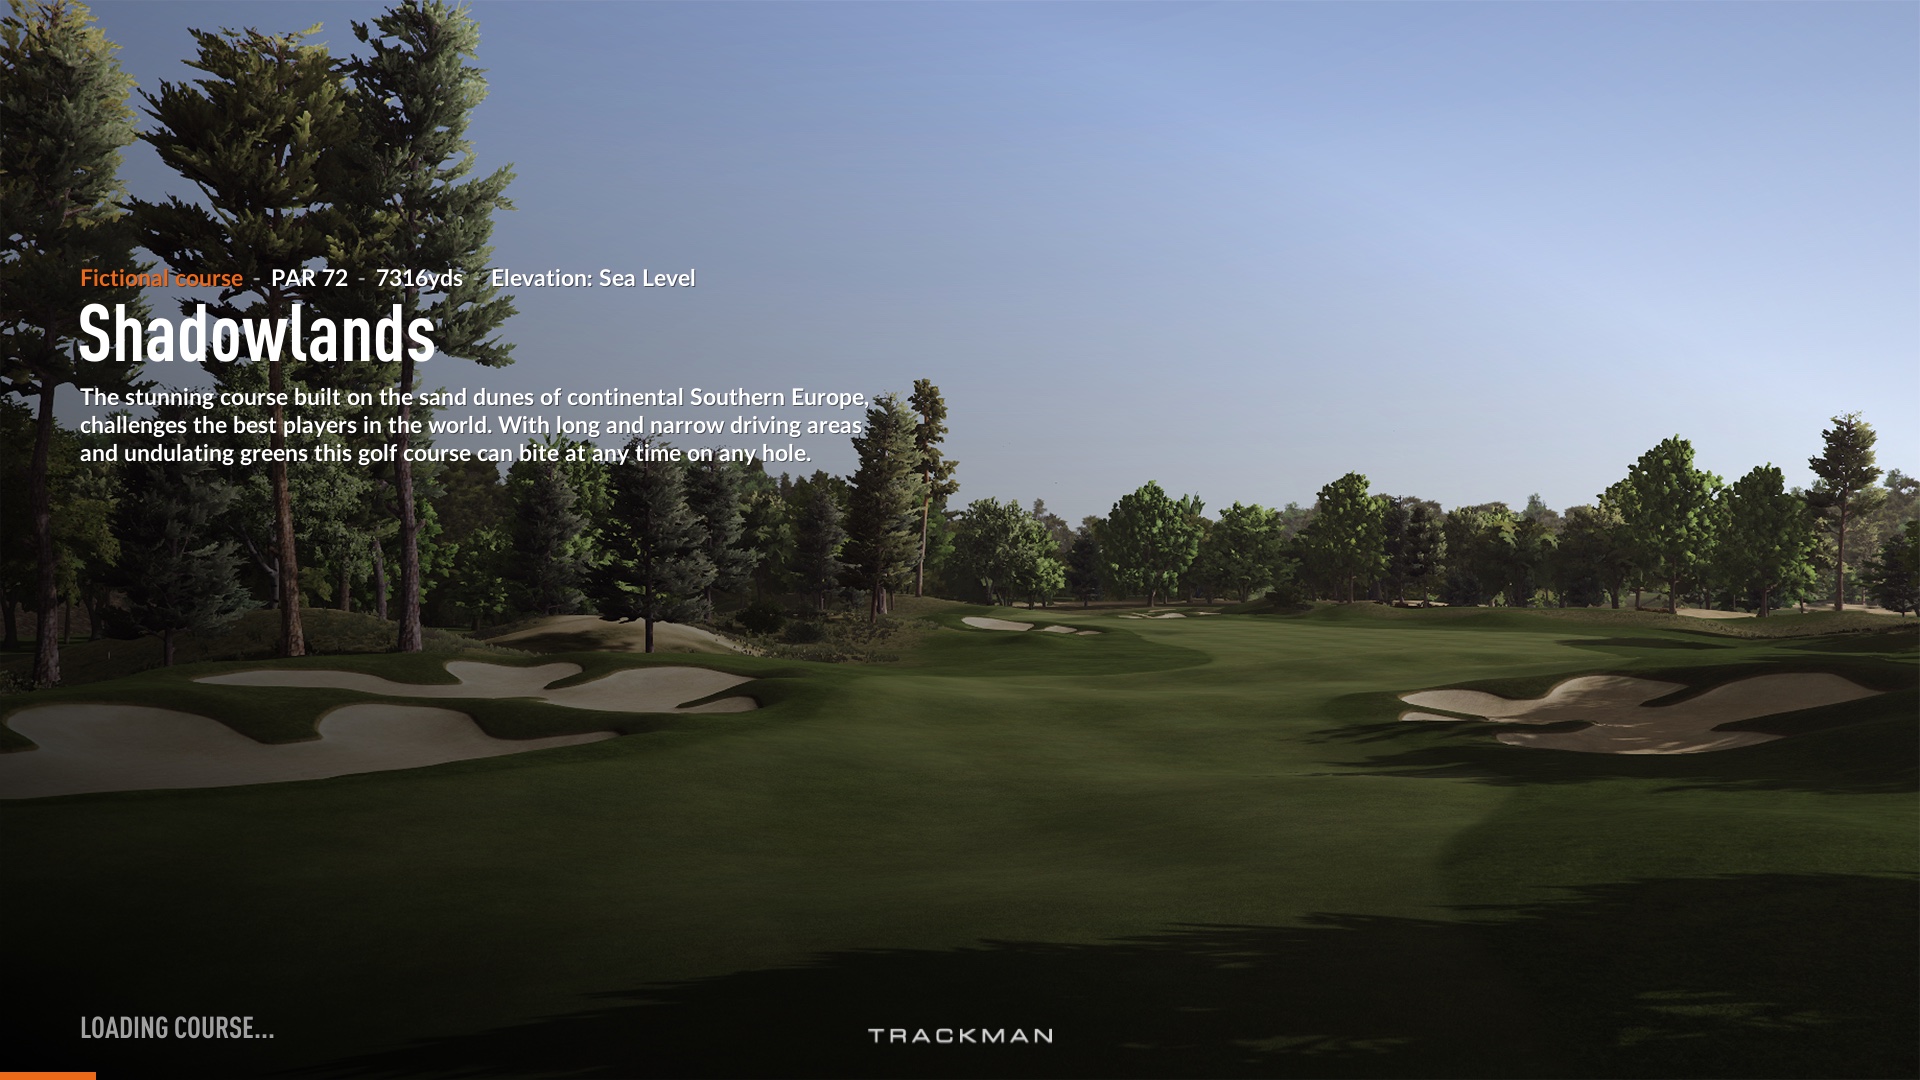 Fictional course - PAR 72 - 7316yds - Elevation: Sea Level
Shadowlands
The stunning course built on the sand dunes of continental Southern Europe,
challenges the best players in the world. With long and narrow driving areas
and undulating greens this golf course can bite at any time on any hole.
LOADING COURSE...
TRACKMAN